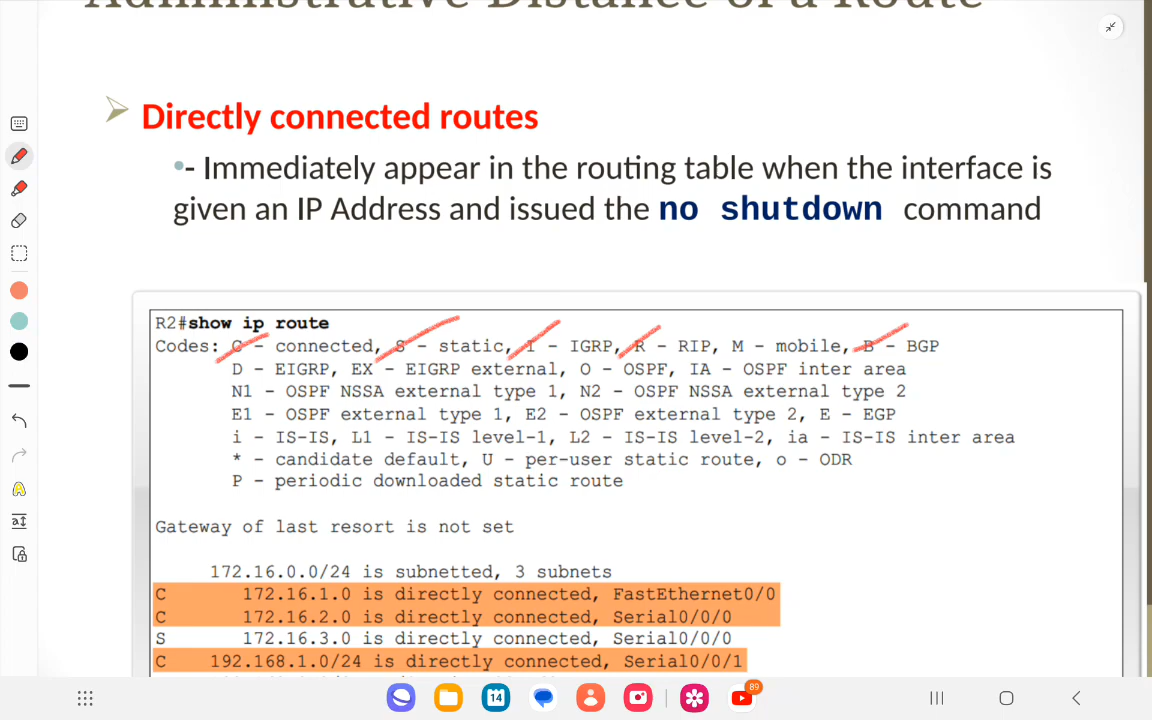 Administrative Distance of a Route
Directly connected routes
- Immediately appear in the routing table when the interface is
given an IP Address and issued the no shutdown command
R2#show ip route
Codes: C - connected, S - static, I - IGRP, R - RIP, M - mobile, B - BGP
D - EIGRP, EX - EIGRP external, O - OSPF, IA - OSPF inter area
N1 - OSPF NSSA external type 1, N2 - OSPF NSSA external type 2
E1 - OSPF external type 1, E2 - OSPF external type 2, E - EGP
i - IS-IS, L1 - IS-IS level-1, L2 - IS-IS level-2, ia - IS-IS inter area
* - candidate default, U - per-user static route, o - ODR
P - periodic downloaded static route
Gateway of last resort is not set
172.16.0.0/24 is subnetted, 3 subnets
C 172.16.1.0 is directly connected, FastEthernet0/0
C 172.16.2.0 is directly connected, Serial0/0/0
S 172.16.3.0 is directly connected, Serial0/0/0
C 192.168.1.0/24 is directly connected, Serial0/0/1
14
89